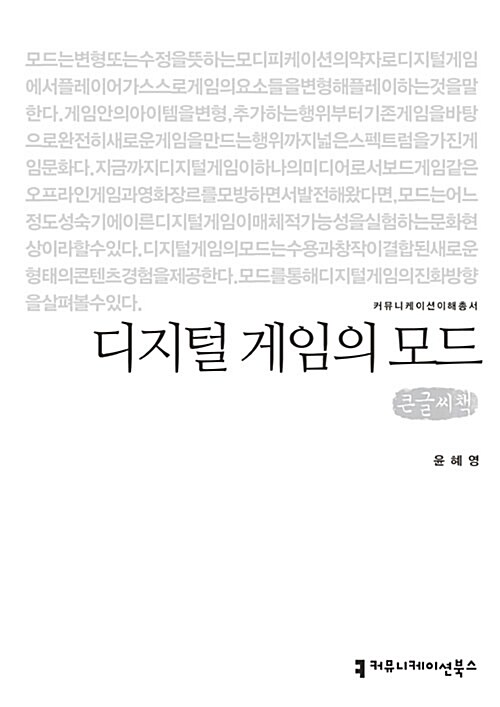 모드는변형또는수정을뜻하는모디피케이션의약자로디지털게임
에서플레이어가스스로게임의요소들을변형해플레이하는것을말
한다. 게임안의아이템을변형, 추가하는행위부터기존게임을바탕
으로완전히새로운게임을만드는행위까지넓은스펙트럼을가진게
임문화다. 지금까지디지털게임이하나의미디어로서보드게임같은
오프라인게임과영화장르를모방하면서발전해왔다면, 모드는어느
정도성숙기에이른디지털게임이매체적가능성을실험하는문화현
상이라할수있다. 디지털게임의모드는수용과창작이결합된새로운
형태의콘텐츠경험을제공한다. 모드를통해디지털게임의진화방향
을살펴볼수있다.
커뮤니케이션이해총서
디지털 게임의 모드
큰글씨책
윤혜영
커뮤니케이션북스